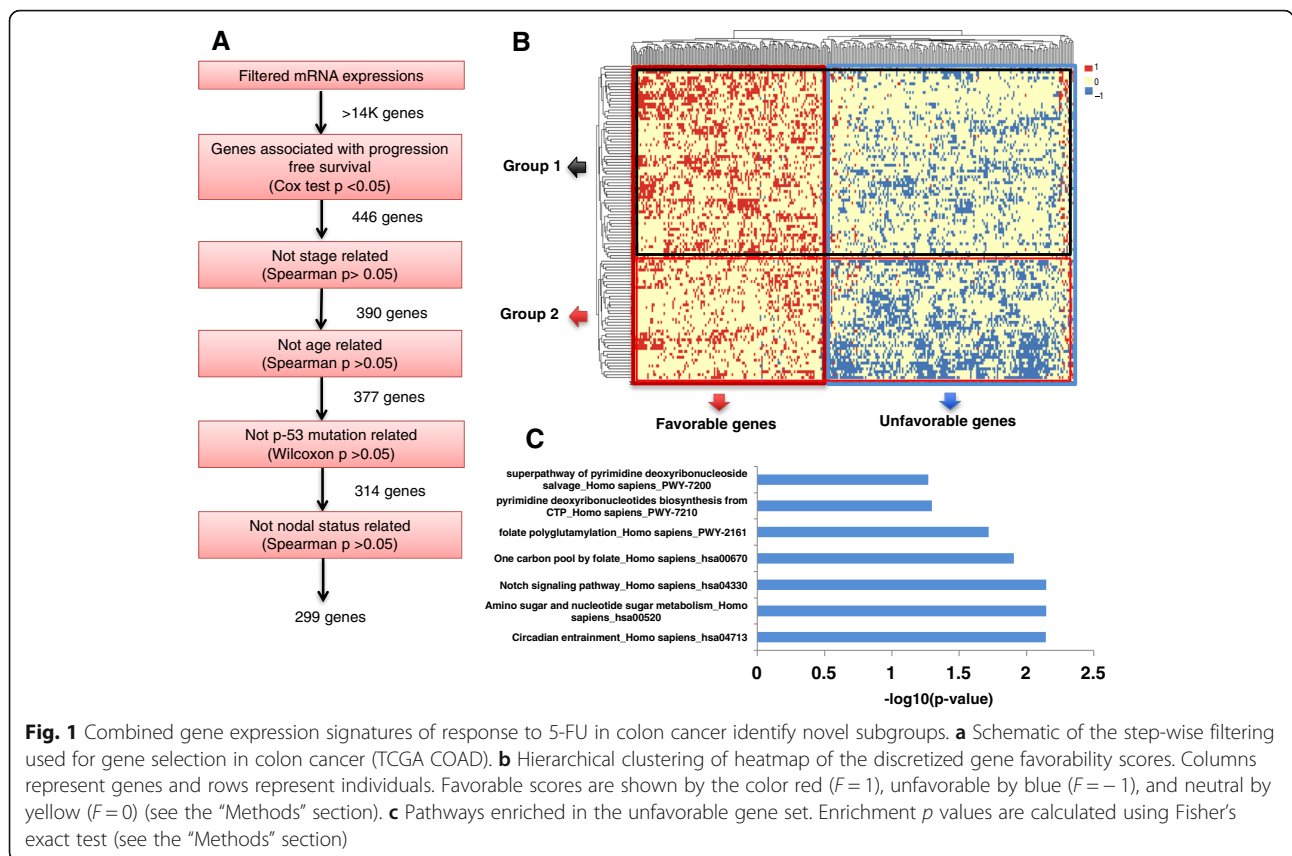 A
Filtered mRNA expressions
>14K genes
Genes associated with progression
free survival
(Cox test p <0.05)
446 genes
Not stage related
(Spearman p> 0.05)
390 genes
Not age related
(Spearman p >0.05)
377 genes
Not p-53 mutation related
(Wilcoxon p >0.05)
314 genes
Not nodal status related
(Spearman p >0.05)
299 genes
B
1
0
−1
Group 1
Group 2
Favorable genes
Unfavorable genes
C
superpathway of pyrimidine deoxyribonucleoside
salvage_Homo sapiens_PWY-7200
pyrimidine deoxyribonucleotides biosynthesis from
CTP_Homo sapiens_PWY-7210
folate polyglutamylation_Homo sapiens_PWY-2161
One carbon pool by folate_Homo sapiens_hsa00670
Notch signaling pathway_Homo sapiens_hsa04330
Amino sugar and nucleotide sugar metabolism_Homo
sapiens_hsa00520
Circadian entrainment_Homo sapiens_hsa04713
0 0.5 1 1.5 2 2.5
-log10(p-value)
Fig. 1 Combined gene expression signatures of response to 5-FU in colon cancer identify novel subgroups. a Schematic of the step-wise filtering
used for gene selection in colon cancer (TCGA COAD). b Hierarchical clustering of heatmap of the discretized gene favorability scores. Columns
represent genes and rows represent individuals. Favorable scores are shown by the color red (F = 1), unfavorable by blue (F = − 1), and neutral by
yellow (F = 0) (see the “Methods” section). c Pathways enriched in the unfavorable gene set. Enrichment p values are calculated using Fisher’s
exact test (see the “Methods” section)